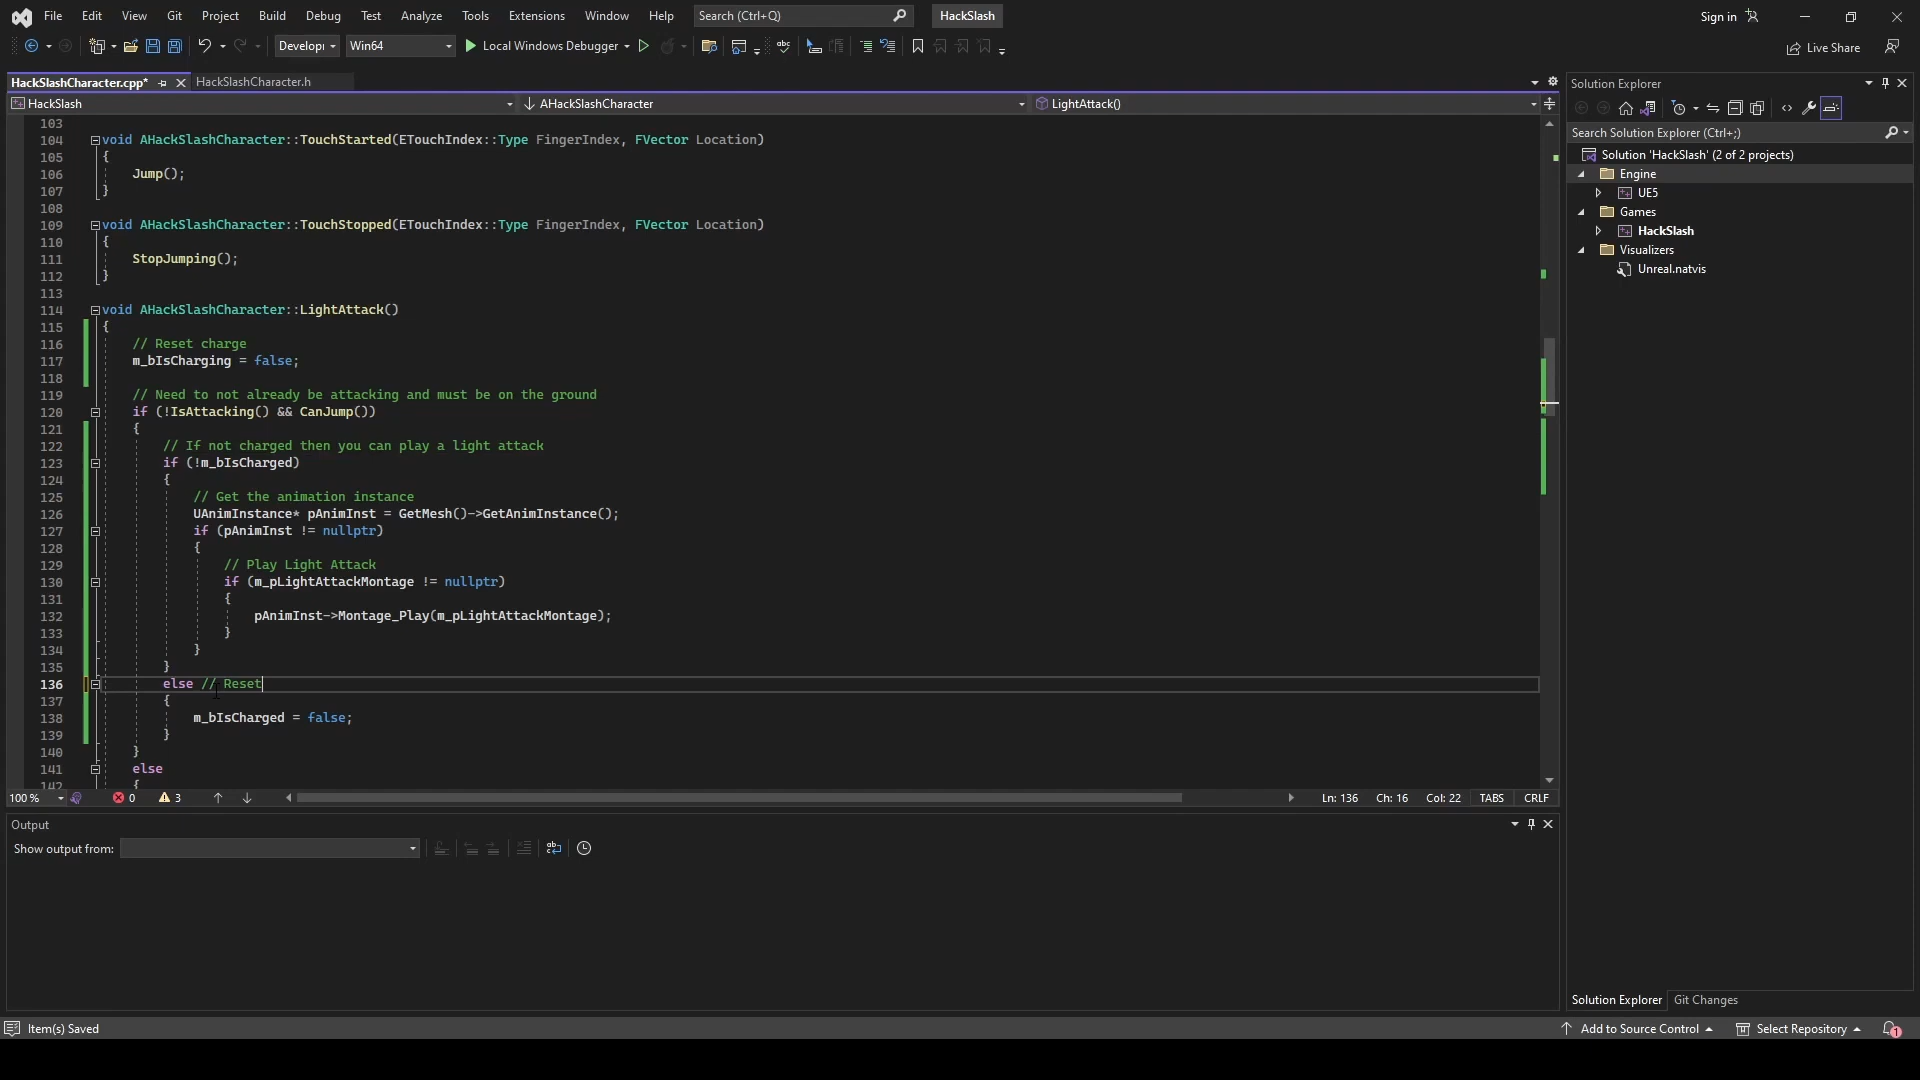 File Edit View Git Project Build Debug Test Analyze Tools Extensions Window Help Search (Ctrl+Q) HackSlash Sign in
Develop Win64 Local Windows Debugger Live Share
HackSlashCharacter.cpp* HackSlashCharacter.h
HackSlash AHackSlashCharacter LightAttack()
103
104 void AHackSlashCharacter::TouchStarted(ETouchIndex::Type FingerIndex, FVector Location)
105 {
106 Jump();
107 }
108
109 void AHackSlashCharacter::TouchStopped(ETouchIndex::Type FingerIndex, FVector Location)
110 {
111 StopJumping();
112 }
113
114 void AHackSlashCharacter::LightAttack()
115 {
116 // Reset charge
117 m_bIsCharging = false;
118
119 // Need to not already be attacking and must be on the ground
120 if (!IsAttacking() && CanJump())
121 {
122 // If not charged then you can play a light attack
123 if (!m_bIsCharged)
124 {
125 // Get the animation instance
126 UAnimInstance* pAnimInst = GetMesh()->GetAnimInstance();
127 if (pAnimInst != nullptr)
128 {
129 // Play Light Attack
130 if (m_pLightAttackMontage != nullptr)
131 {
132 pAnimInst->Montage_Play(m_pLightAttackMontage);
133 }
134 }
135 }
136 else // Reset
137 {
138 m_bIsCharged = false;
139 }
140 }
141 else
142 {
100 % 0 3 Ln: 136 Ch: 16 Col: 22 TABS CRLF
Output
Show output from:
Solution Explorer
Search Solution Explorer (Ctrl+;)
Solution 'HackSlash' (2 of 2 projects)
Engine
UE5
Games
HackSlash
Visualizers
Unreal.natvis
Solution Explorer Git Changes
Item(s) Saved Add to Source Control Select Repository 1